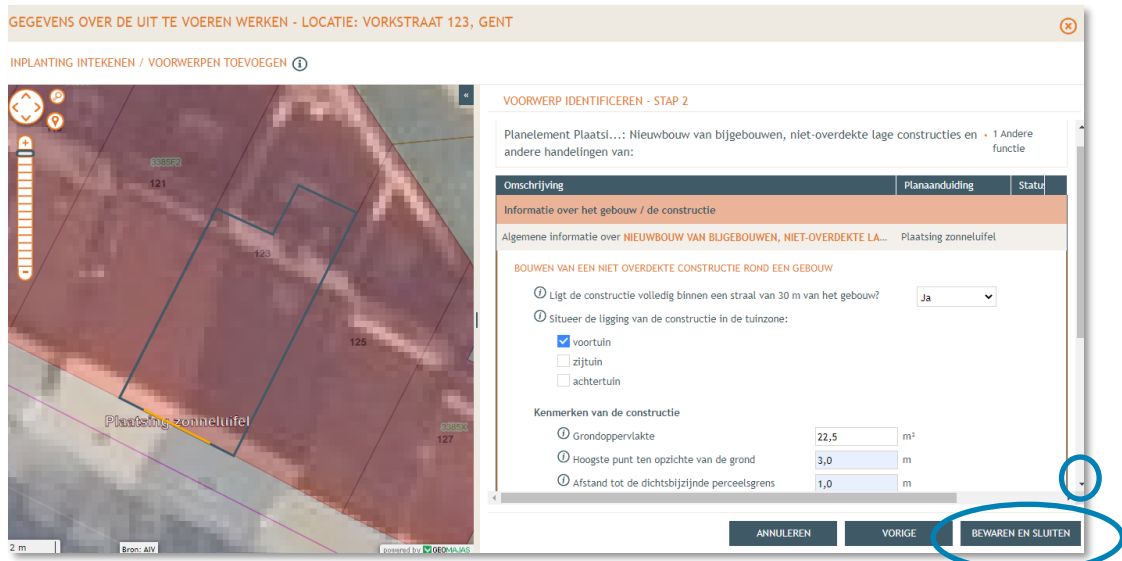 GEGEVENS OVER DE UIT TE VOEREN WERKEN - LOCATIE: VORKSTRAAT 123, GENT
INPLANTING INTEKENEN / VOORWERPEN TOEVOEGEN
3385F2
121
123
125
Plaatsing zonneluifel
3385X
127
2 m
Bron: AIV
powered by GEOMAJAS
VOORWERP IDENTIFICEREN - STAP 2
Planelement Plaatsi...: Nieuwbouw van bijgebouwen, niet-overdekte lage constructies en andere handelingen van:
1 Andere functie
Omschrijving Planaanduiding Statu
Informatie over het gebouw / de constructie
Algemene informatie over NIEUWBOUW VAN BIJGEBOUWEN, NIET-OVERDEKTE LA... Plaatsing zonneluifel
BOUWEN VAN EEN NIET OVERDEKTE CONSTRUCTIE ROND EEN GEBOUW
Ligt de constructie volledig binnen een straal van 30 m van het gebouw? Ja
Situeer de ligging van de constructie in de tuinzone:
voortuin
zijtuin
achtertuin
Kenmerken van de constructie
Grondoppervlakte 22,5 m²
Hoogste punt ten opzichte van de grond 3,0 m
Afstand tot de dichtsbijzijnde perceelsgrens 1,0 m
ANNULEREN VORIGE BEWAREN EN SLUITEN